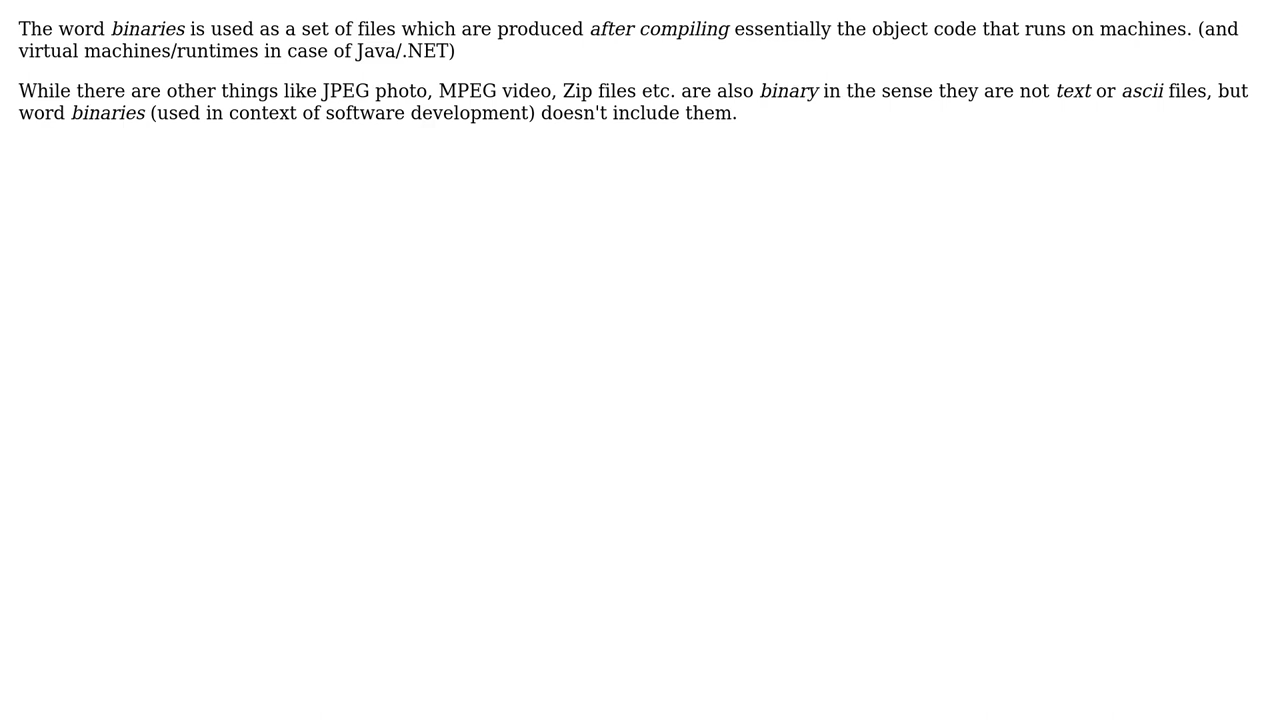 The word binaries is used as a set of files which are produced after compiling essentially the object code that runs on machines. (and
virtual machines/runtimes in case of Java/.NET)
While there are other things like JPEG photo, MPEG video, Zip files etc. are also binary in the sense they are not text or ascii files, but
word binaries (used in context of software development) doesn't include them.